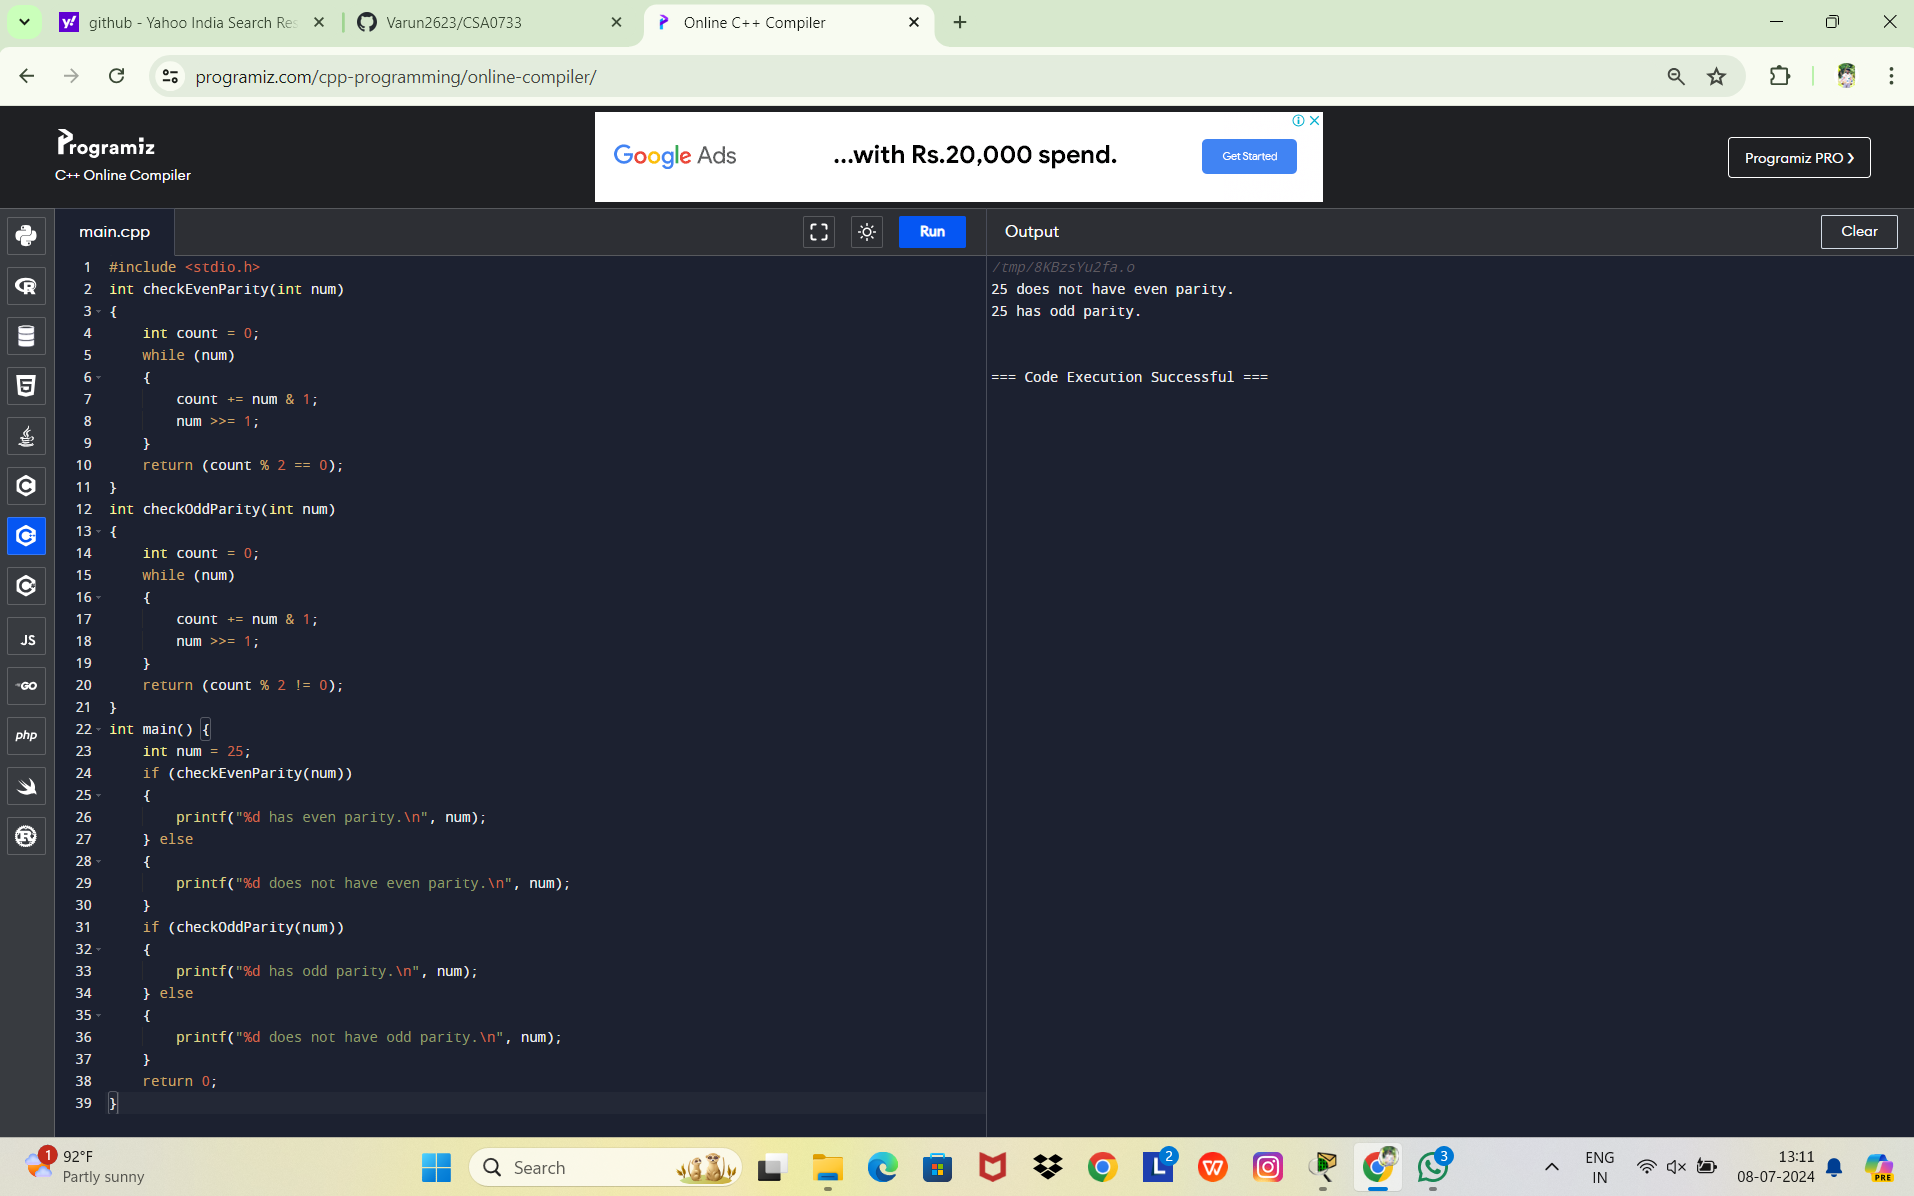 github - Yahoo India Search Res
Varun2623/CSA0733
Online C++ Compiler
programiz.com/cpp-programming/online-compiler/
Programiz
C++ Online Compiler
Google Ads
...with Rs.20,000 spend.
Get Started
Programiz PRO ›
main.cpp
Run
Output
Clear
1 #include <stdio.h>
2 int checkEvenParity(int num)
3 {
4     int count = 0;
5     while (num)
6     {
7         count += num & 1;
8         num >>= 1;
9     }
10     return (count % 2 == 0);
11 }
12 int checkOddParity(int num)
13 {
14     int count = 0;
15     while (num)
16     {
17         count += num & 1;
18         num >>= 1;
19     }
20     return (count % 2 != 0);
21 }
22 int main() {
23     int num = 25;
24     if (checkEvenParity(num))
25     {
26         printf("%d has even parity.\n", num);
27     } else
28     {
29         printf("%d does not have even parity.\n", num);
30     }
31     if (checkOddParity(num))
32     {
33         printf("%d has odd parity.\n", num);
34     } else
35     {
36         printf("%d does not have odd parity.\n", num);
37     }
38     return 0;
39 }
/tmp/8KBzsYu2fa.o
25 does not have even parity.
25 has odd parity.
=== Code Execution Successful ===
JS
GO
php
1
92°F
Partly sunny
Search
2
3
ENG
IN
13:11
08-07-2024
PRE